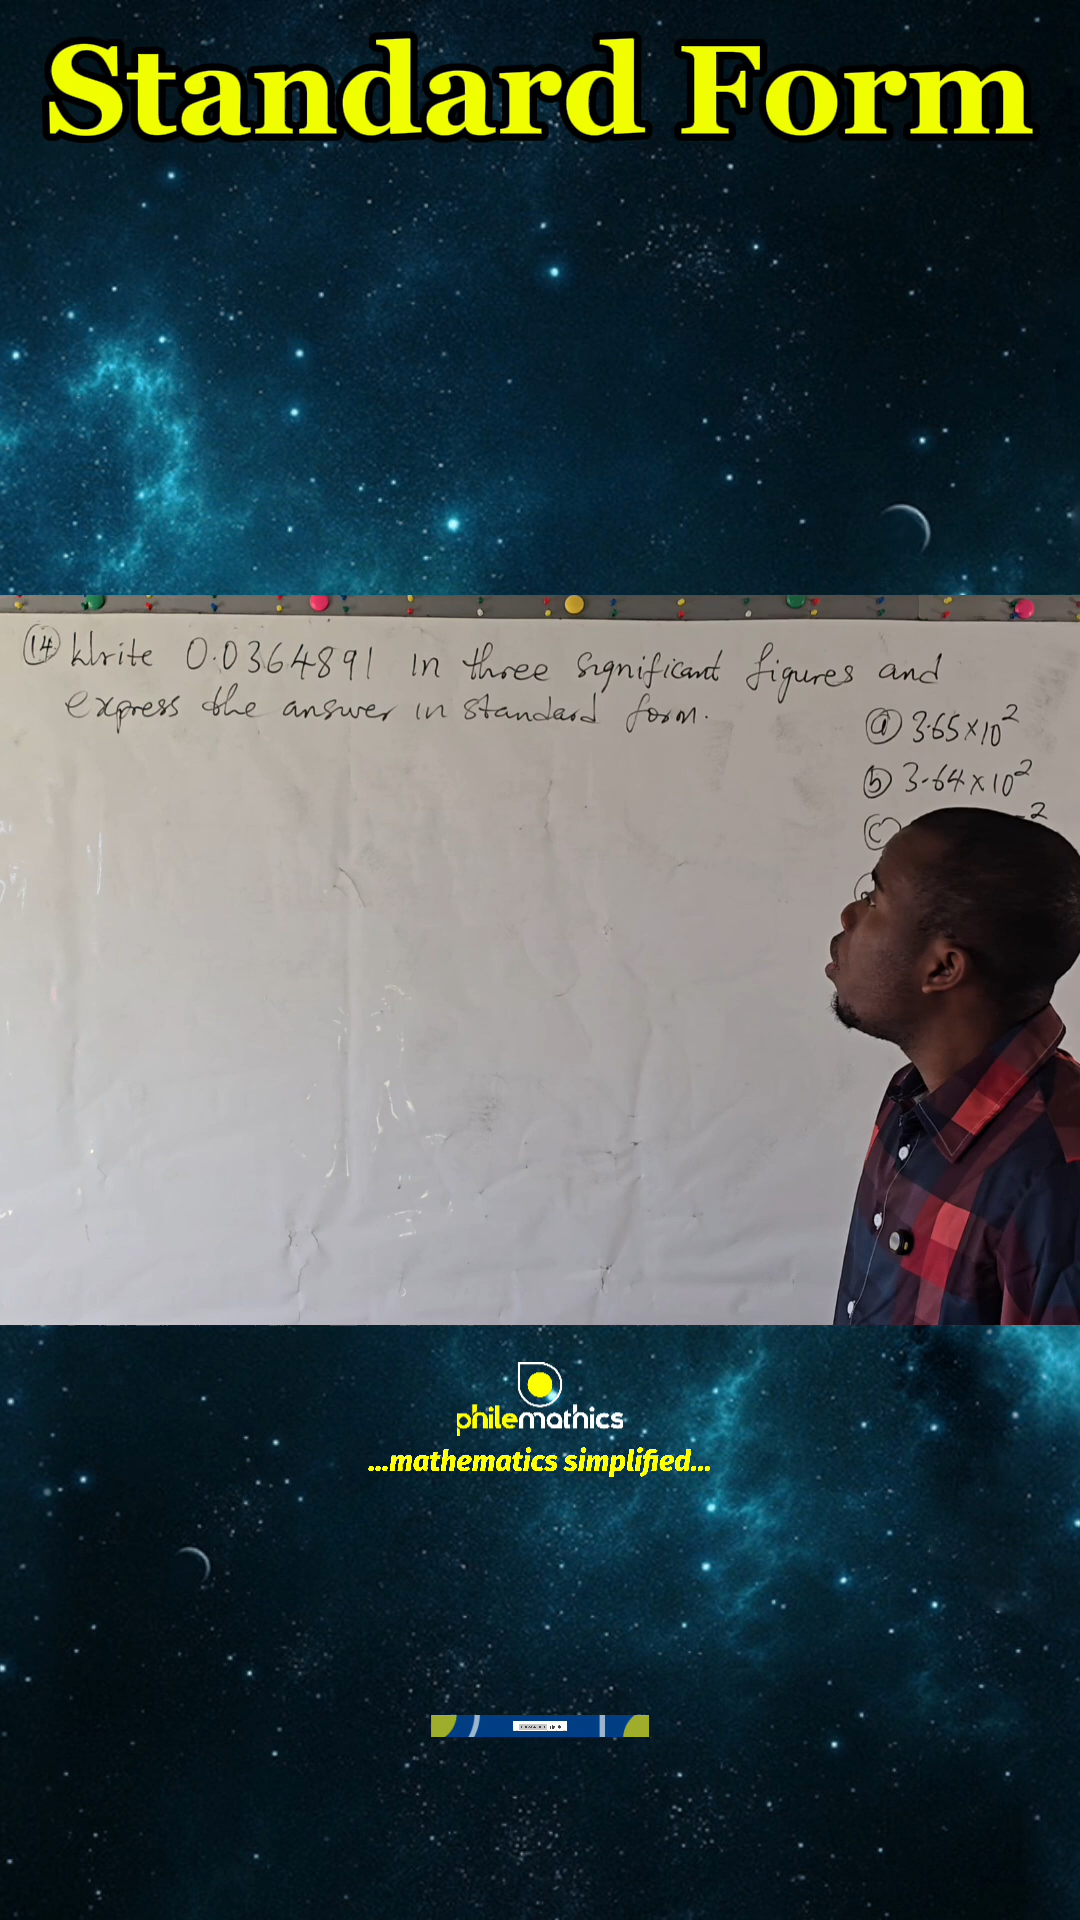 Standard Form
14 Write 0.0364891 in three significant figures and
express the answer in standard form.
a 3.65×10²
b 3.64×10²
c -2
philemathics
...mathematics simplified...